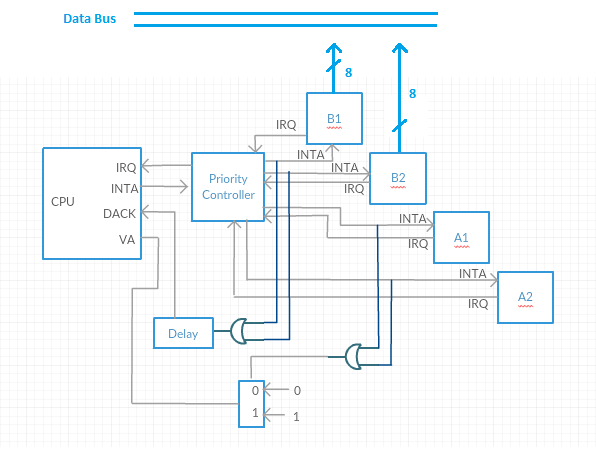 Data Bus
8
8
B1
IRQ
INTA
IRQ
Priority
Controller
INTA
IRQ
B2
INTA
CPU
DACK
VA
INTA
IRQ
A1
INTA
IRQ
A2
Delay
0
0
1
1